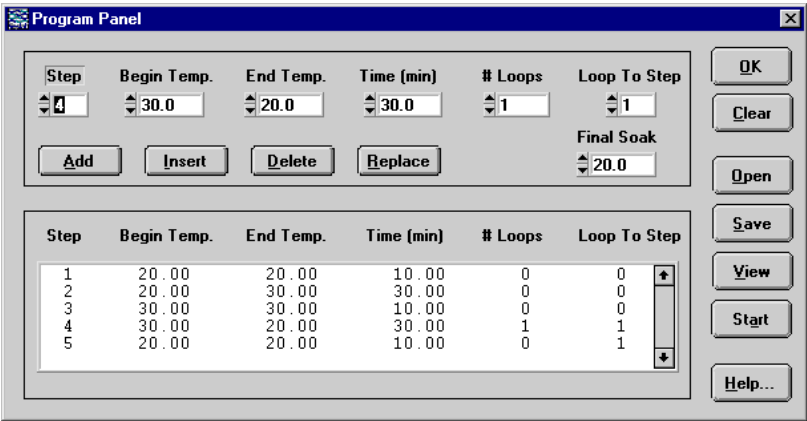 Program Panel
Step Begin Temp. End Temp. Time (min) # Loops Loop To Step
4 30.0 20.0 30.0 1 1
Final Soak
20.0
Add Insert Delete Replace
Step Begin Temp. End Temp. Time (min) # Loops Loop To Step
1 20.00 20.00 10.00 0 0
2 20.00 30.00 30.00 0 0
3 30.00 30.00 10.00 0 0
4 30.00 20.00 30.00 1 1
5 20.00 20.00 10.00 0 1
OK
Clear
Open
Save
View
Start
Help...